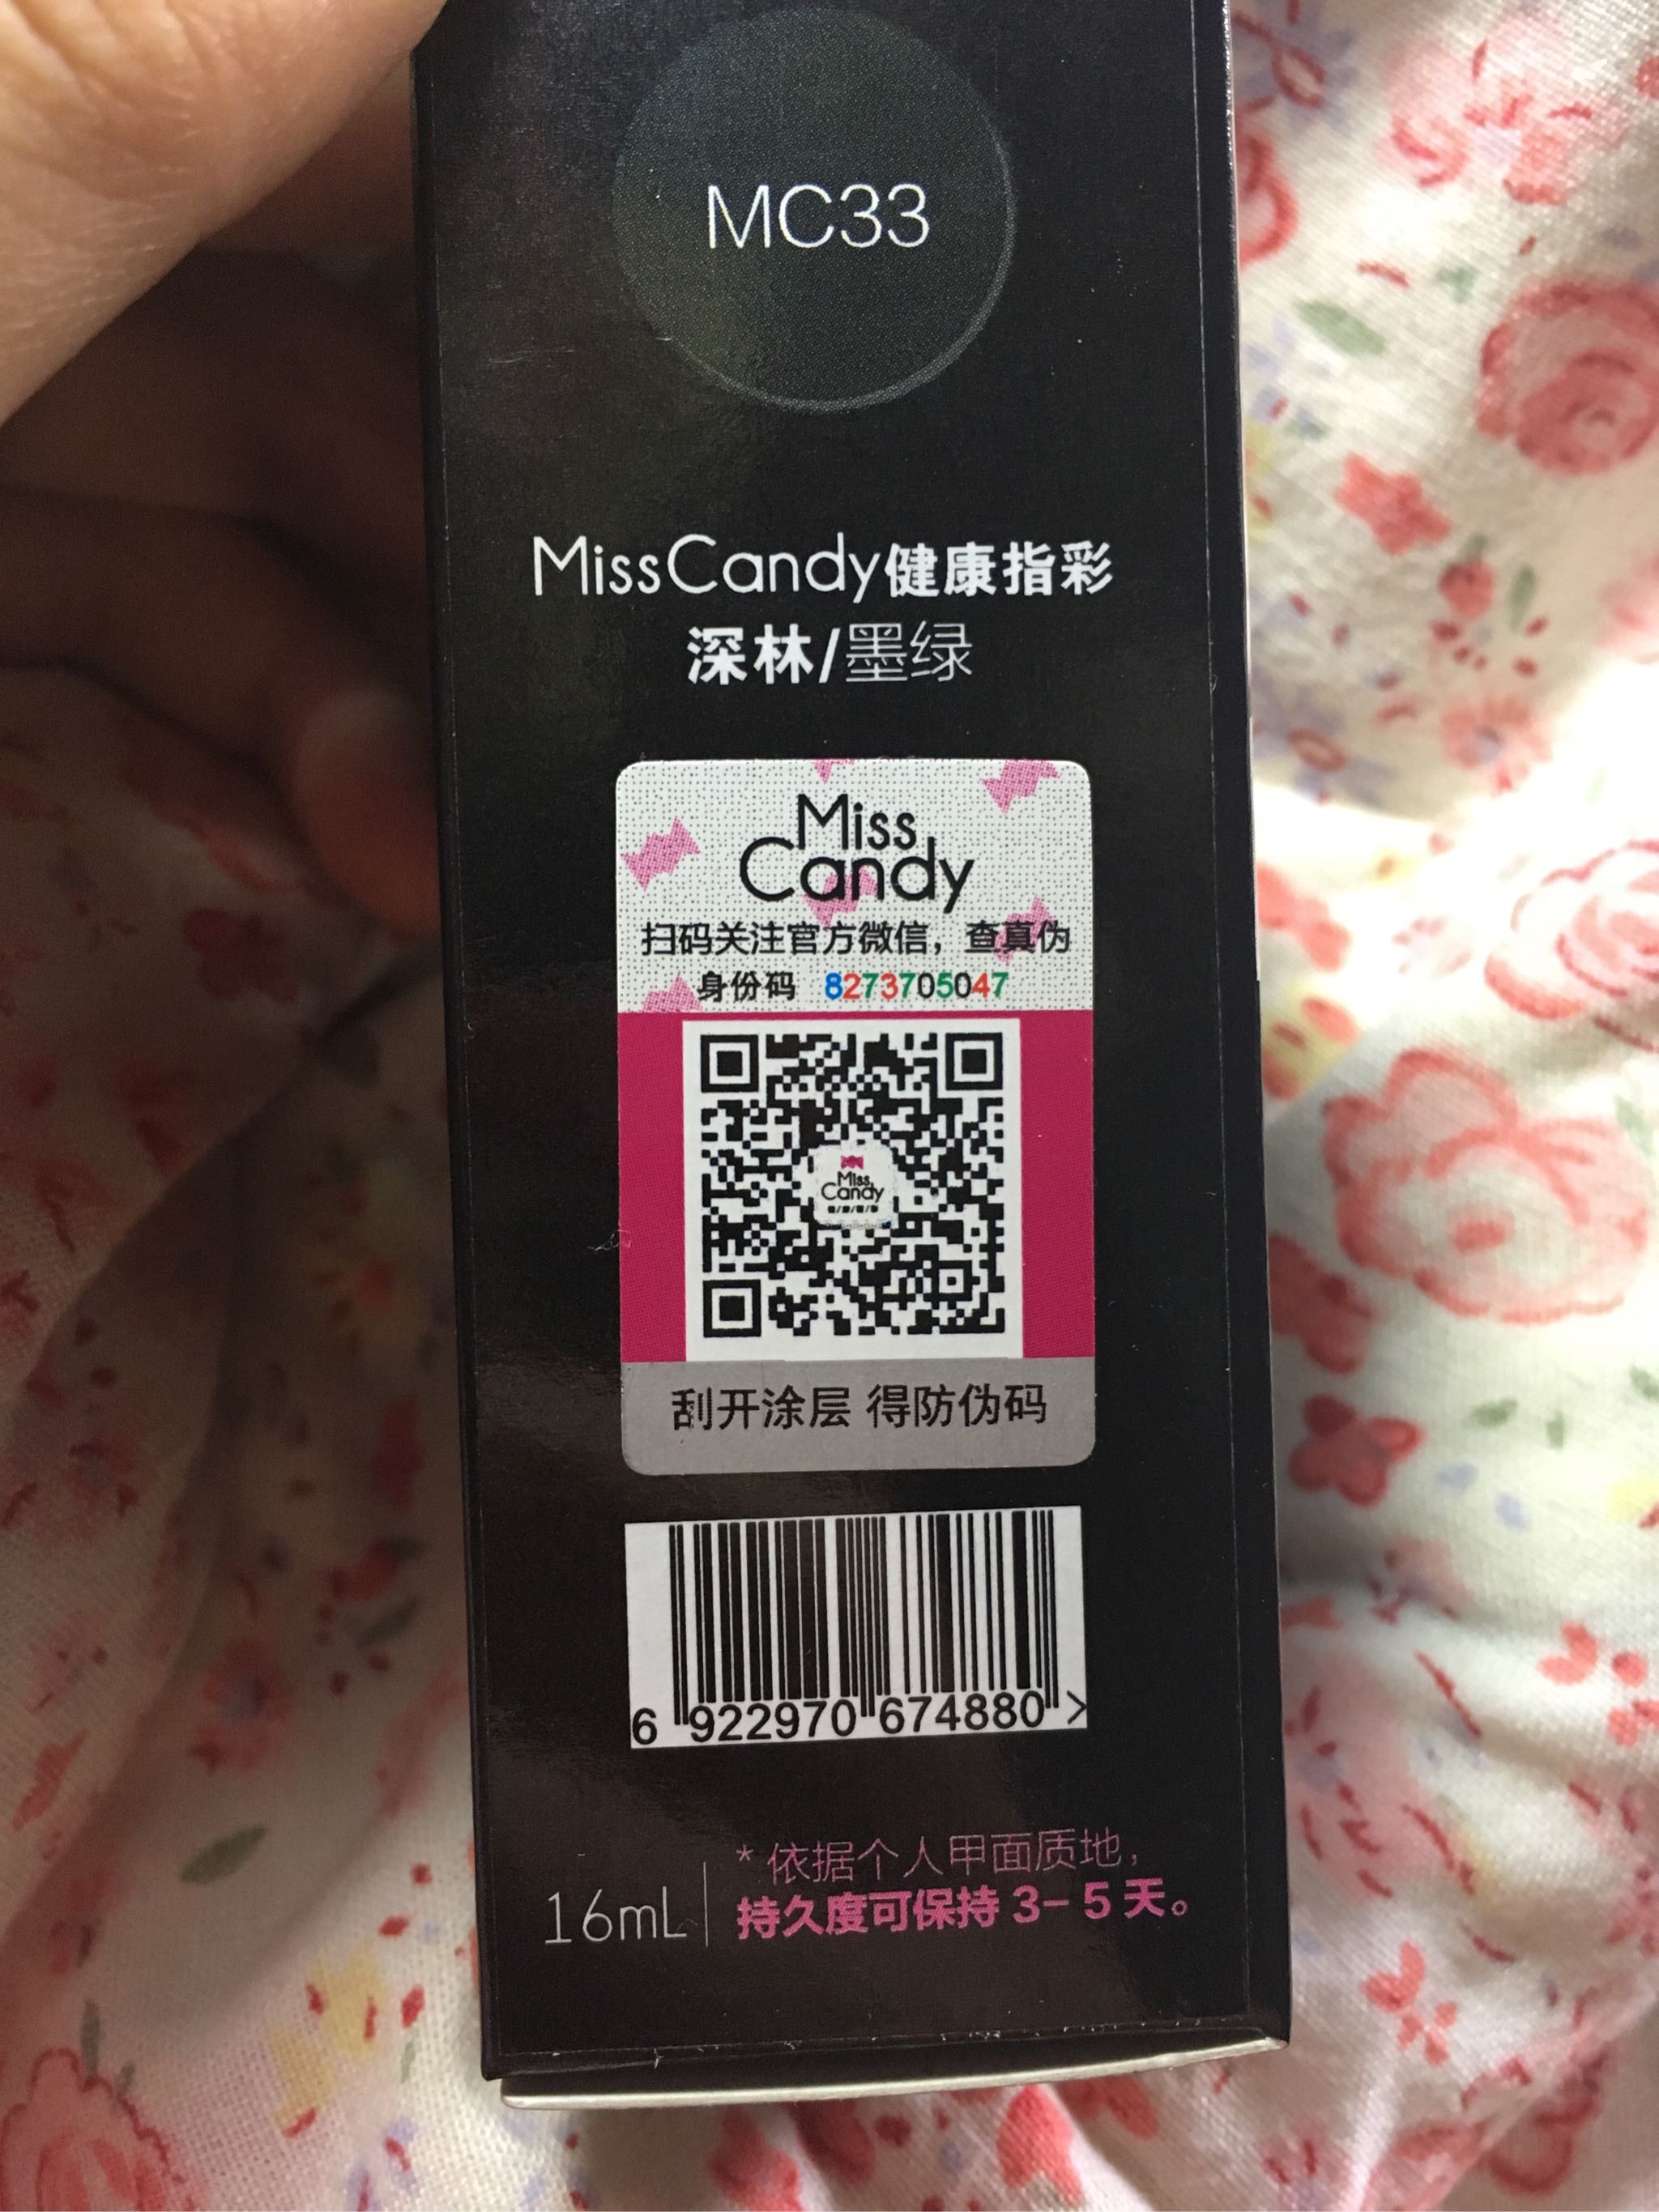 MC33
MissCandy健康指彩
深林/墨绿
Miss
Candy
扫码关注官方微信，查真伪
身份码 8273705047
Miss
Candy
刮开涂层 得防伪码
6 922970 674880 >
16mL
* 依据个人甲面质地，
持久度可保持 3-5 天。